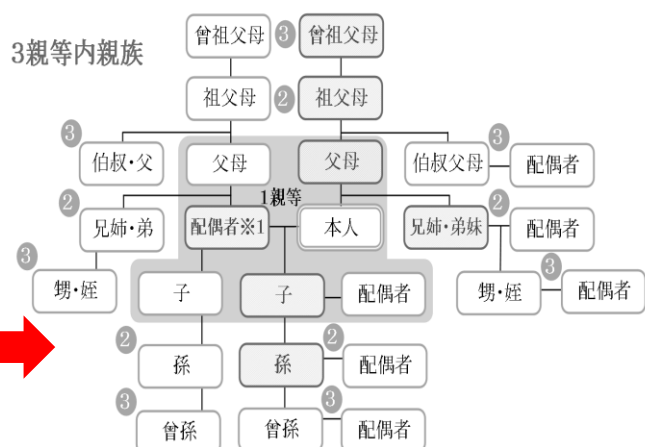 曾祖父母 3 曾祖父母
3親等内親族
祖父母 2 祖父母
3 3
伯叔・父 父母 父母 伯叔父母 配偶者
1親等
2 2
兄姉・弟 配偶者※1 本人 兄姉・弟妹 配偶者
3 3
甥・姪 子 子 配偶者 甥・姪 配偶者
2 2
孫 孫 配偶者
3 3
曾孫 曾孫 配偶者